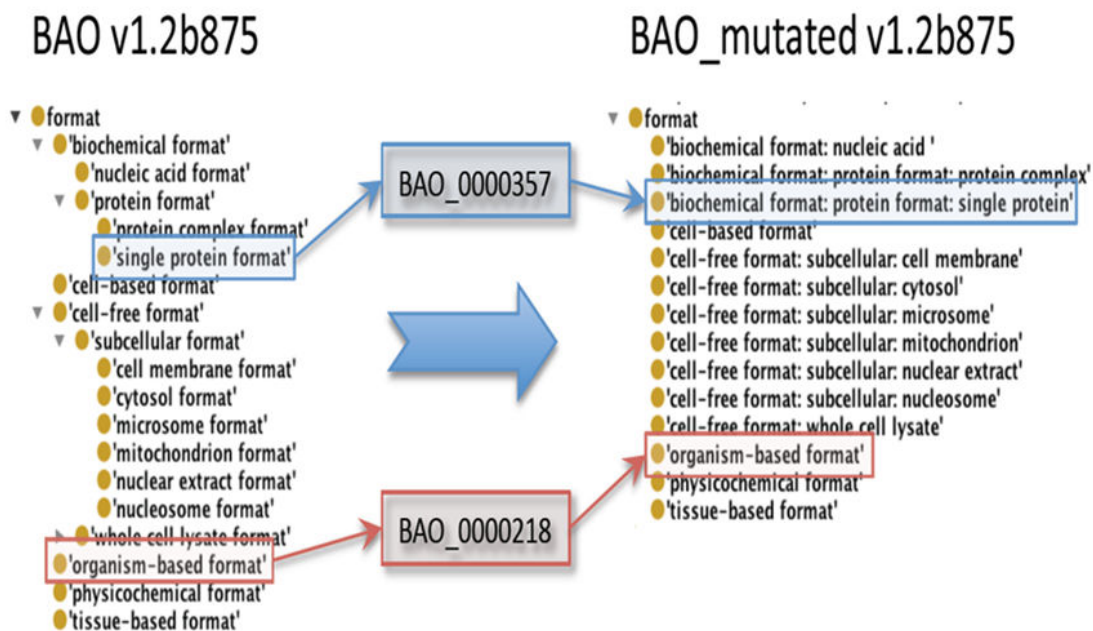 BAO v1.2b875
format
'biochemical format'
'nucleic acid format'
'protein format'
'protein complex format'
'single protein format'
'cell-based format'
'cell-free format'
'subcellular format'
'cell membrane format'
'cytosol format'
'microsome format'
'mitochondrion format'
'nuclear extract format'
'nucleosome format'
'whole cell lysate format'
'organism-based format'
'physicochemical format'
'tissue-based format'
BAO_0000357
BAO_0000218
BAO_mutated v1.2b875
format
'biochemical format: nucleic acid '
'biochemical format: protein format: protein complex'
'biochemical format: protein format: single protein'
'cell-based format'
'cell-free format: subcellular: cell membrane'
'cell-free format: subcellular: cytosol'
'cell-free format: subcellular: microsome'
'cell-free format: subcellular: mitochondrion'
'cell-free format: subcellular: nuclear extract'
'cell-free format: subcellular: nucleosome'
'cell-free format: whole cell lysate'
'organism-based format'
'physicochemical format'
'tissue-based format'